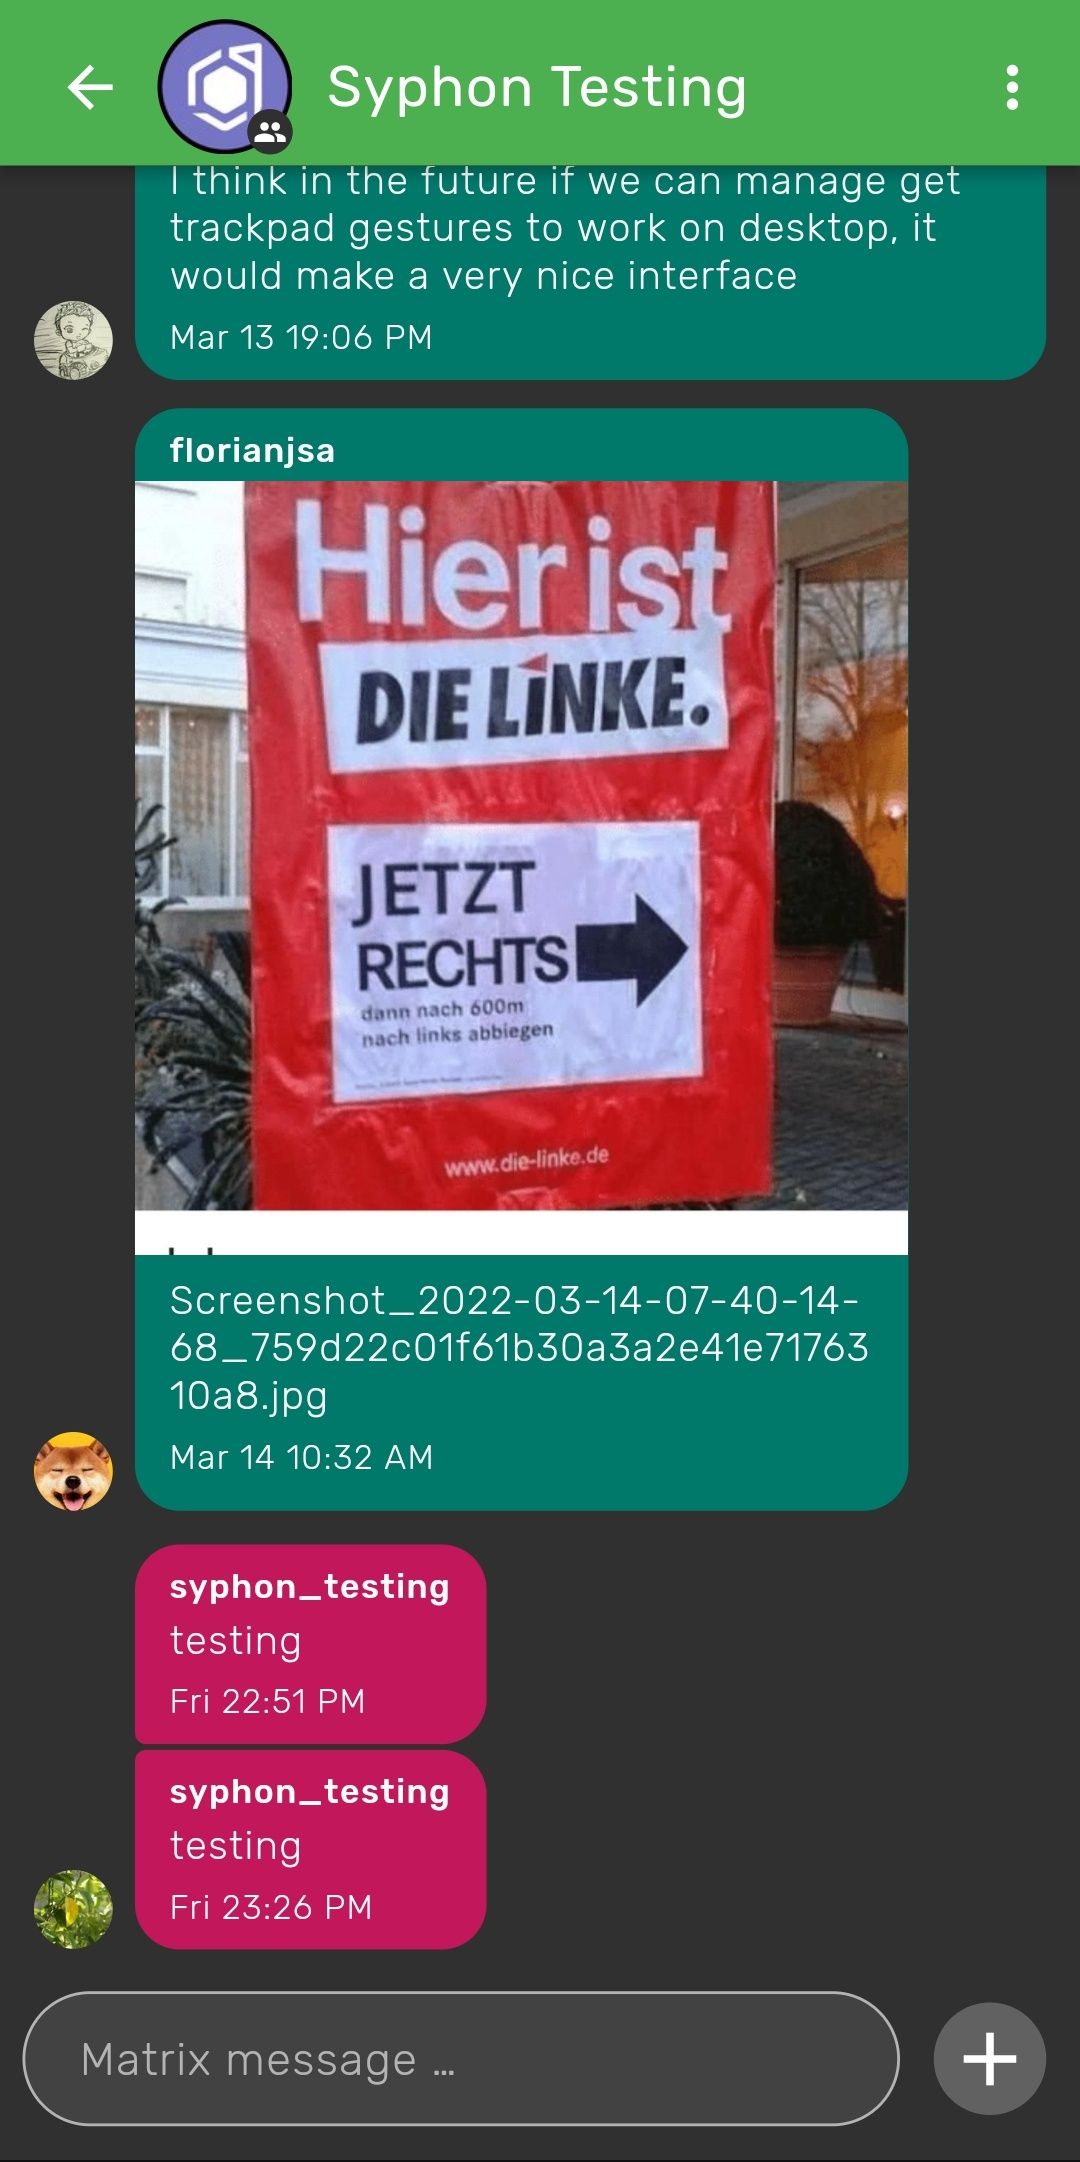 Syphon Testing
I think in the future if we can manage get
trackpad gestures to work on desktop, it
would make a very nice interface
Mar 13 19:06 PM
florianjsa
Hier ist
DIE LINKE.
JETZT
RECHTS
dann nach 600m
nach links abbiegen
www.die-linke.de
Screenshot_2022-03-14-07-40-14-
68_759d22c01f61b30a3a2e41e71763
10a8.jpg
Mar 14 10:32 AM
syphon_testing
testing
Fri 22:51 PM
syphon_testing
testing
Fri 23:26 PM
Matrix message …